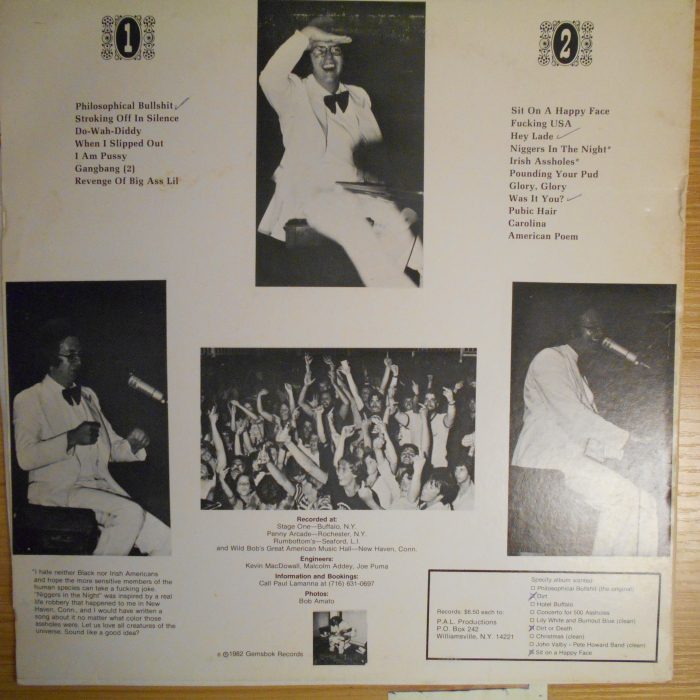 1
Philosophical Bullshit
Stroking Off In Silence
Do-Wah-Diddy
When I Slipped Out
I Am Pussy
Gangbang (2)
Revenge Of Big Ass Lil
2
Sit On A Happy Face
Fucking USA
Hey Lade
Niggers In The Night*
Irish Assholes*
Pounding Your Pud
Glory, Glory
Was It You?
Pubic Hair
Carolina
American Poem
Recorded at:
Stage One—Buffalo, N.Y.
Penny Arcade—Rochester, N.Y.
Rumbottom's—Seaford, L.I.
and Wild Bob's Great American Music Hall—New Haven, Conn.
Engineers:
Kevin MacDowall, Malcolm Addey, Joe Puma
Information and Bookings:
Call Paul Lamanna at (716) 631-0697
Photos:
Bob Amato
© 1982 Gemsbok Records
"I hate neither Black nor Irish Americans
and hope the more sensitive members of the
human species can take a fucking joke.
"Niggers in the Night" was inspired by a real
life robbery that happened to me in New
Haven, Conn., and I would have written a
song about it no matter what color those
assholes were. Let us love all creatures of the
universe. Sound like a good idea?
Records: $6.50 each to:
P.A.L. Productions
P.O. Box 242
Williamsville, N.Y. 14221
Specify album wanted
Philosophical Bullshit (the original)
Dirt
Hotel Buffalo
Concerto for 500 Assholes
Lily White and Burnout Blue (clean)
Dirt or Death
Christmas (clean)
John Valby - Pete Howard Band (clean)
Sit on a Happy Face